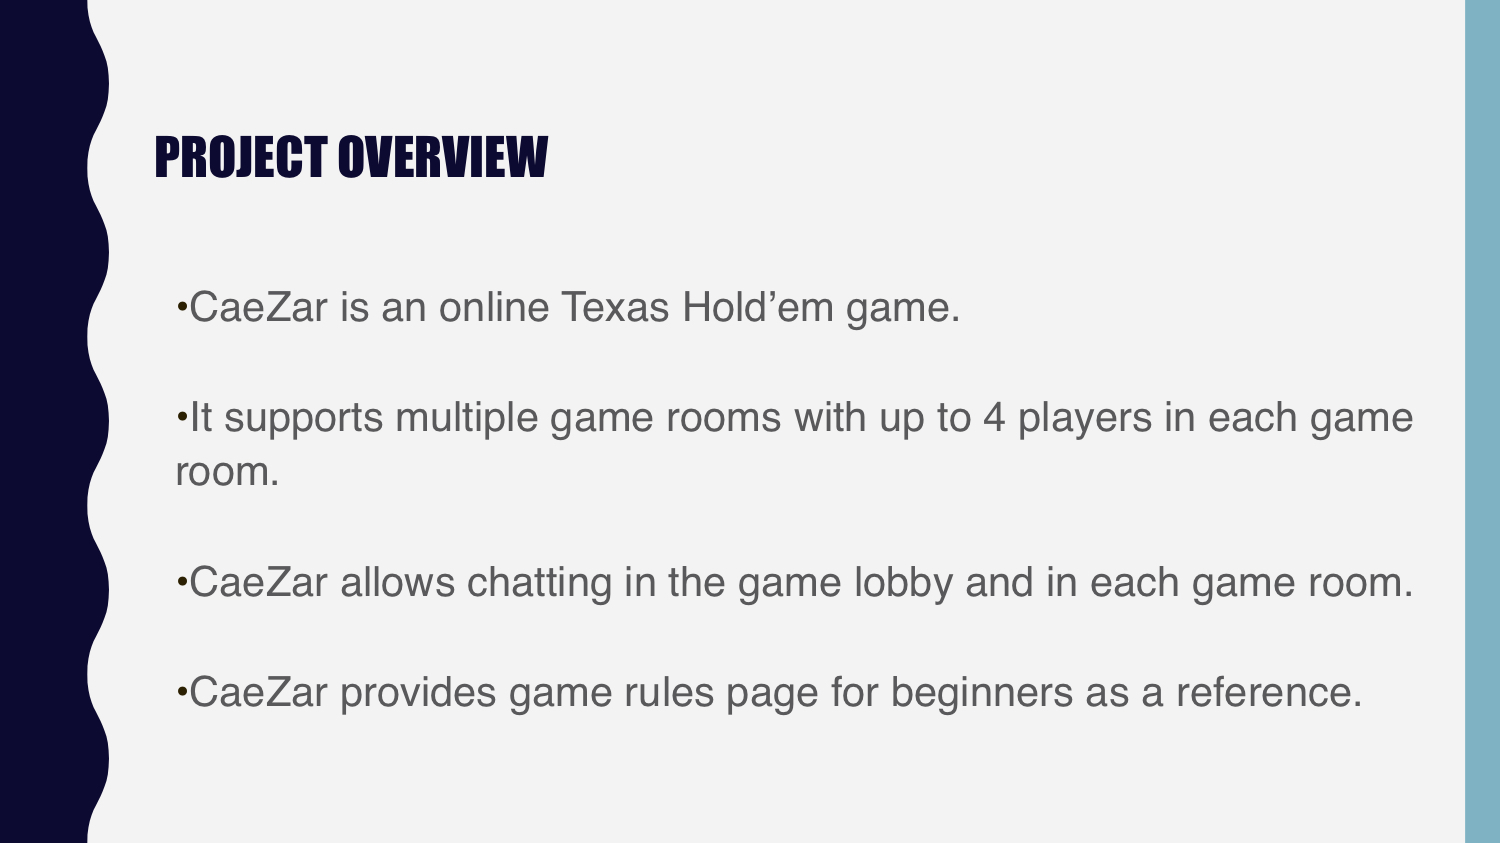 PROJECT OVERVIEW
•CaeZar is an online Texas Hold’em game.
•It supports multiple game rooms with up to 4 players in each game
room.
•CaeZar allows chatting in the game lobby and in each game room.
•CaeZar provides game rules page for beginners as a reference.